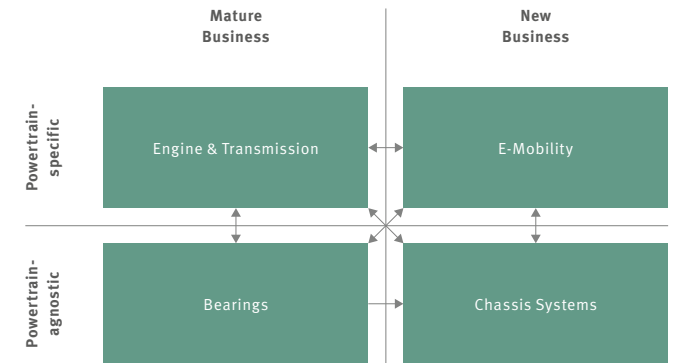 Mature
Business
New
Business
Powertrain-
specific
Engine & Transmission
E-Mobility
Powertrain-
agnostic
Bearings
Chassis Systems